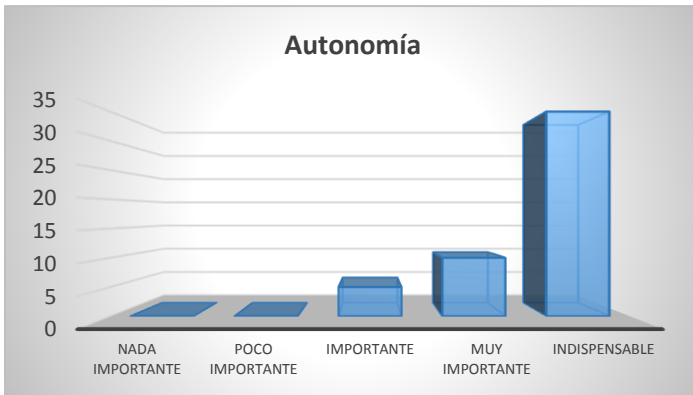 Autonomía
35
30
25
20
15
10
5
0
NADA IMPORTANTE
POCO IMPORTANTE
IMPORTANTE
MUY IMPORTANTE
INDISPENSABLE